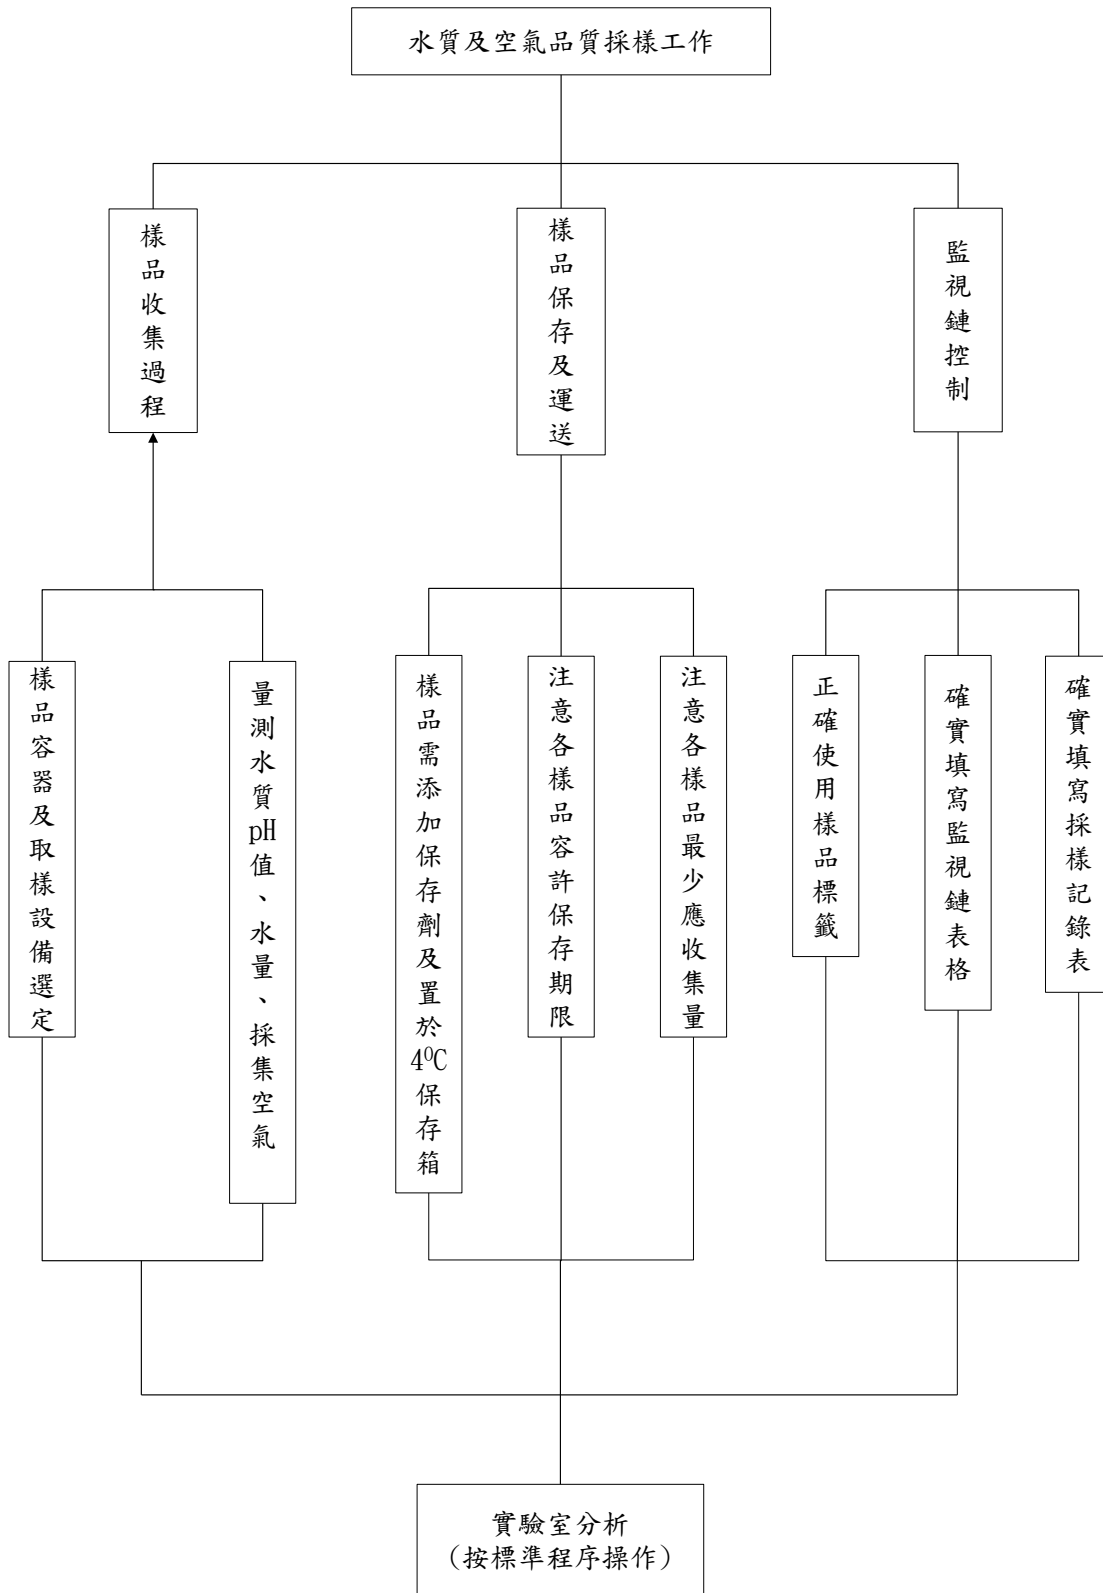 水質及空氣品質採樣工作
樣品收集過程
樣品保存及運送
監視鏈控制
樣品容器及取樣設備選定
量測水質pH值、水量、採集空氣
樣品需添加保存劑及置於4⁰C保存箱
注意各樣品容許保存期限
注意各樣品最少應收集量
正確使用樣品標籤
確實填寫監視鏈表格
確實填寫採樣記錄表
實驗室分析
（按標準程序操作）